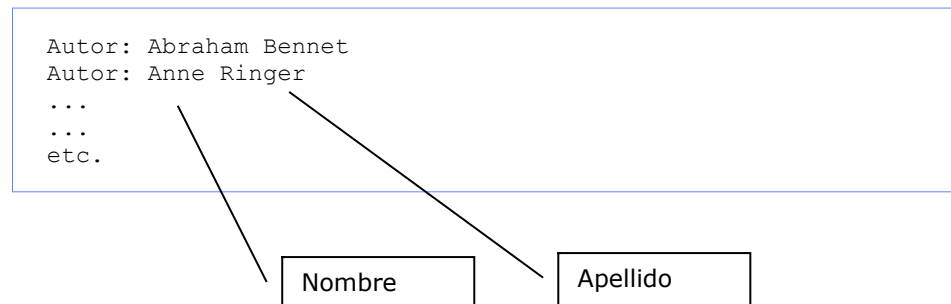 Autor: Abraham Bennet
Autor: Anne Ringer
...
...
etc.
Nombre
Apellido